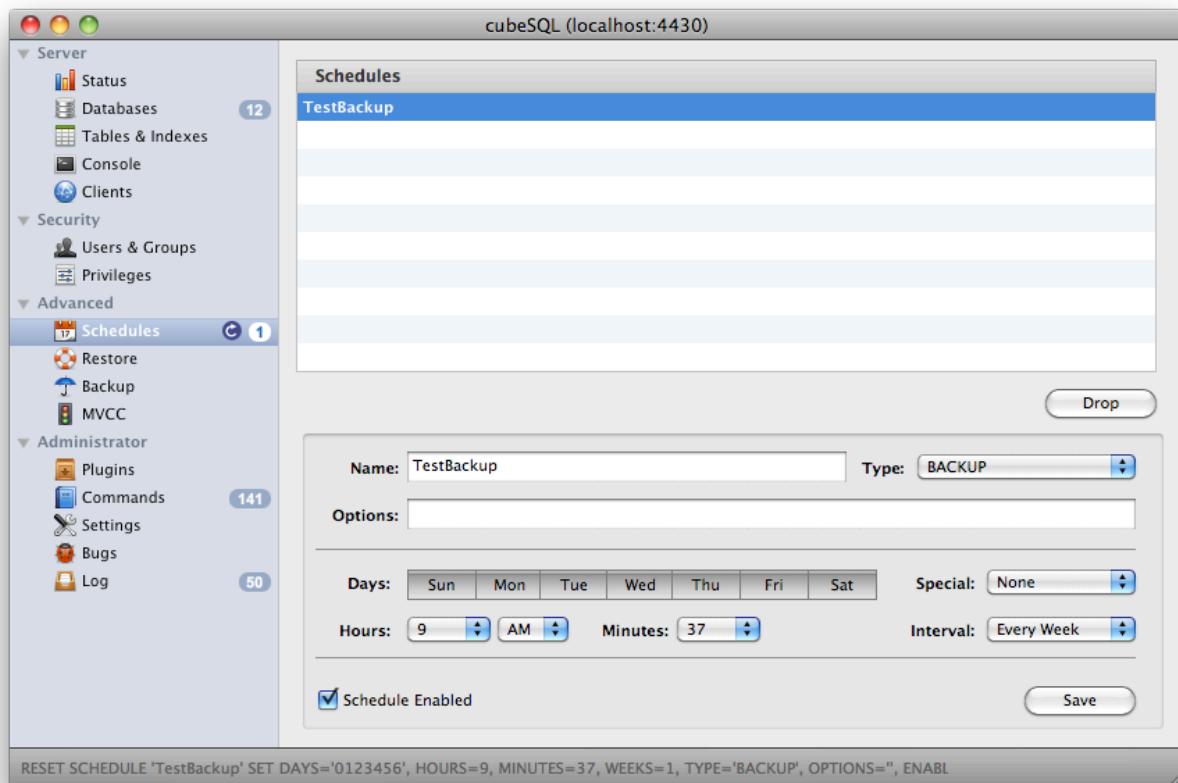 cubeSQL (localhost:4430)
Server
Status
Databases 12
Tables & Indexes
Console
Clients
Security
Users & Groups
Privileges
Advanced
17 Schedules C 1
Restore
Backup
MVCC
Administrator
Plugins
Commands 141
Settings
Bugs
Log 50
Schedules
TestBackup
Drop
Name: TestBackup Type: BACKUP
Options:
Days: Sun Mon Tue Wed Thu Fri Sat Special: None
Hours: 9 AM Minutes: 37 Interval: Every Week
Schedule Enabled Save
RESET SCHEDULE 'TestBackup' SET DAYS='0123456', HOURS=9, MINUTES=37, WEEKS=1, TYPE='BACKUP', OPTIONS='', ENABL